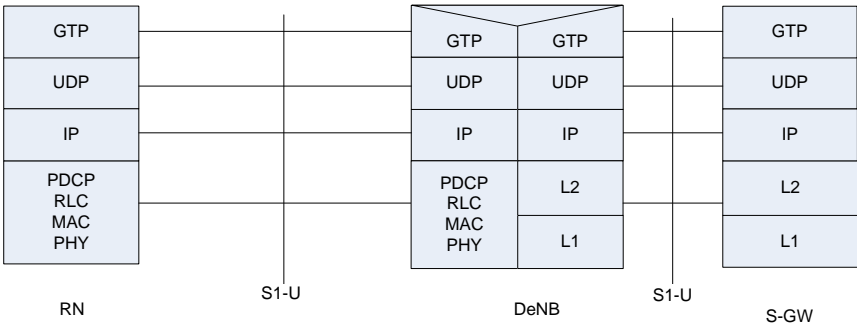 GTP
UDP
IP
PDCP
RLC
MAC
PHY
RN
S1-U
GTP
GTP
UDP
UDP
IP
IP
PDCP
RLC
MAC
PHY
L2
L1
DeNB
S1-U
GTP
UDP
IP
L2
L1
S-GW